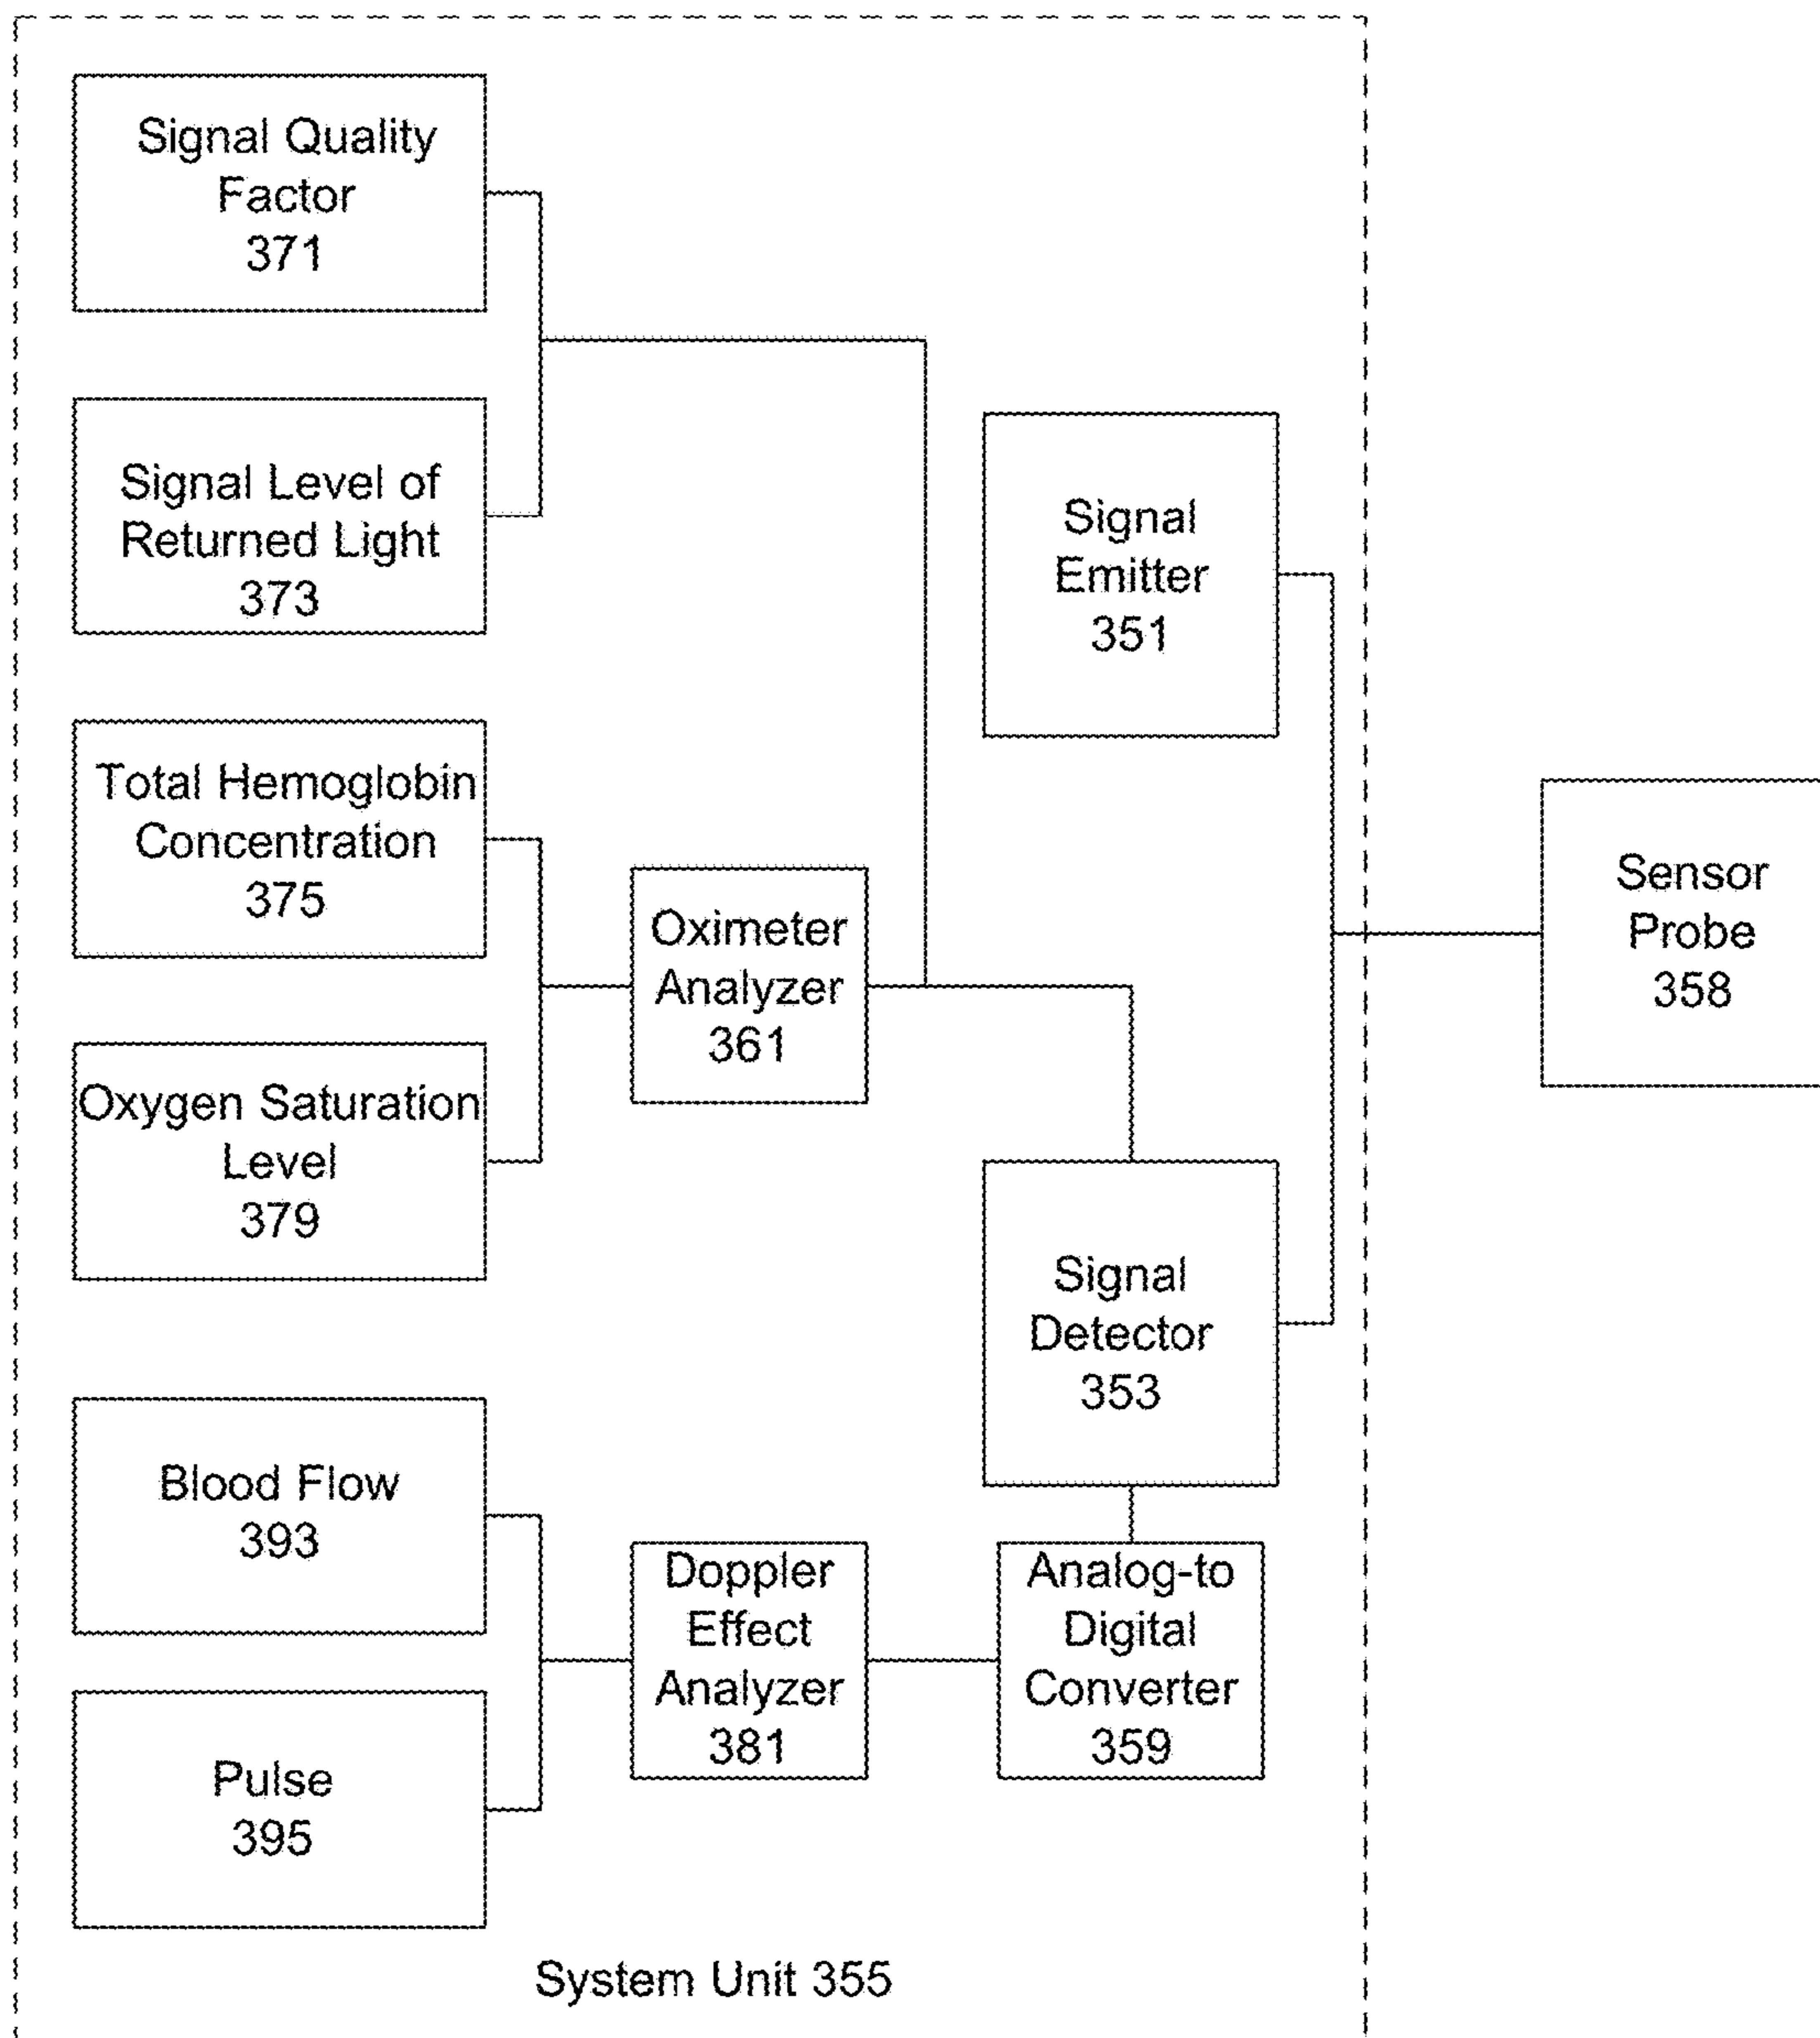 Signal Quality
Factor
371
Signal Level of
Returned Light
373
Signal
Emitter
351
Total Hemoglobin
Concentration
375
Sensor
Probe
358
Oximeter
Analyzer
361
Oxygen Saturation
Level
379
Signal
Detector
353
Blood Flow
393
Doppler
Effect
Analyzer
381
Analog-to
Digital
Converter
359
Pulse
395
System Unit 355